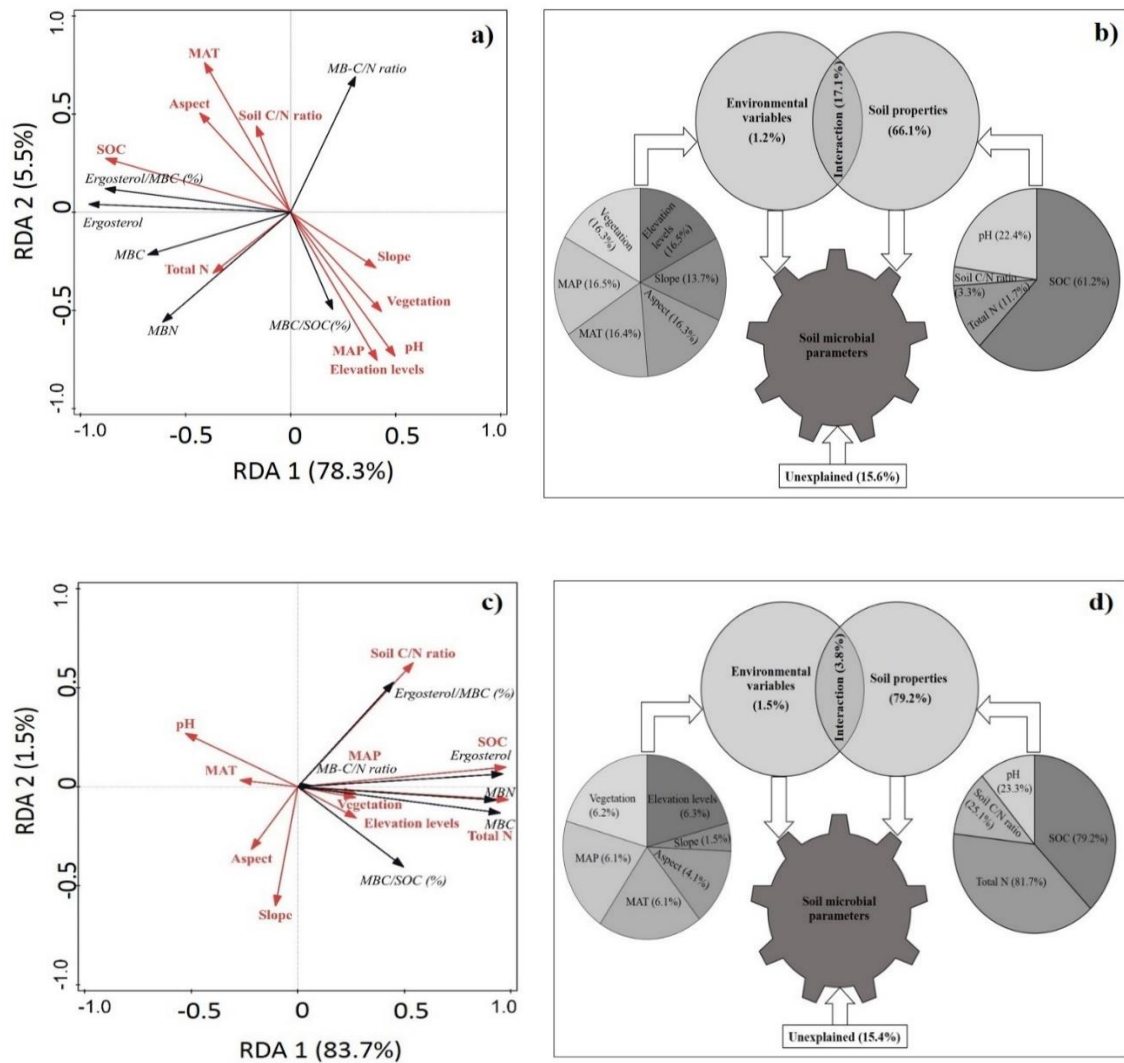 a)
1.0
0.5
0
-0.5
-1.0
RDA 2 (5.5%)
MAT
MB-C/N ratio
Aspect
Soil C/N ratio
SOC
Ergosterol/MBC (%)
Ergosterol
MBC
Total N
Slope
Vegetation
MBN
MBC/SOC(%)
MAP
pH
Elevation levels
-1.0
-0.5
0
0.5
1.0
RDA 1 (78.3%)
b)
Environmental
variables
(1.2%)
Interaction (17.1%)
Soil properties
(66.1%)
Vegetation
(16.3%)
Elevation
levels
(16.5%)
MAP (16.5%)
Slope (13.7%)
Aspect (16.3%)
MAT (16.4%)
pH (22.4%)
Soil C/N ratio
(3.3%)
Total N (11.7%)
SOC (61.2%)
Soil microbial
parameters
Unexplained (15.6%)
c)
1.0
0.5
0
-0.5
-1.0
RDA 2 (1.5%)
Soil C/N ratio
Ergosterol/MBC (%)
pH
MAP
SOC
MAT
MB-C/N ratio
Ergosterol
Vegetation
MBN
Elevation levels
MBC
Total N
Aspect
MBC/SOC (%)
Slope
-1.0
-0.5
0
0.5
1.0
RDA 1 (83.7%)
d)
Environmental
variables
(1.5%)
Interaction (3.8%)
Soil properties
(79.2%)
Vegetation
(6.2%)
Elevation levels
(6.3%)
Slope (1.5%)
MAP (6.1%)
Aspect (4.1%)
MAT (6.1%)
pH
(23.3%)
Soil C/N ratio
(25.1%)
SOC (79.2%)
Total N (81.7%)
Soil microbial
parameters
Unexplained (15.4%)